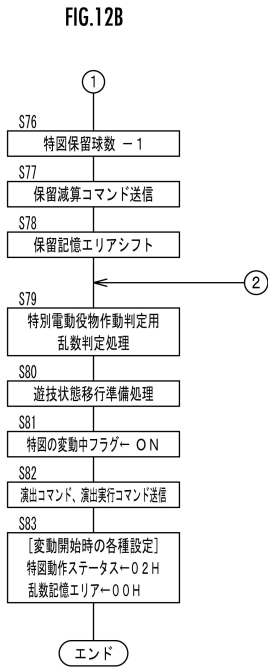 FIG.12B
①
S76
特図保留球数 －１
S77
保留減算コマンド送信
S78
保留記憶エリアシフト
②
S79
特別電動役物作動判定用
乱数判定処理
S80
遊技状態移行準備処理
S81
特図の変動中フラグ← ＯＮ
S82
演出コマンド、演出実行コマンド送信
S83
[変動開始時の各種設定]
特図動作ステータス←０２Ｈ
乱数記憶エリア←００Ｈ
エンド